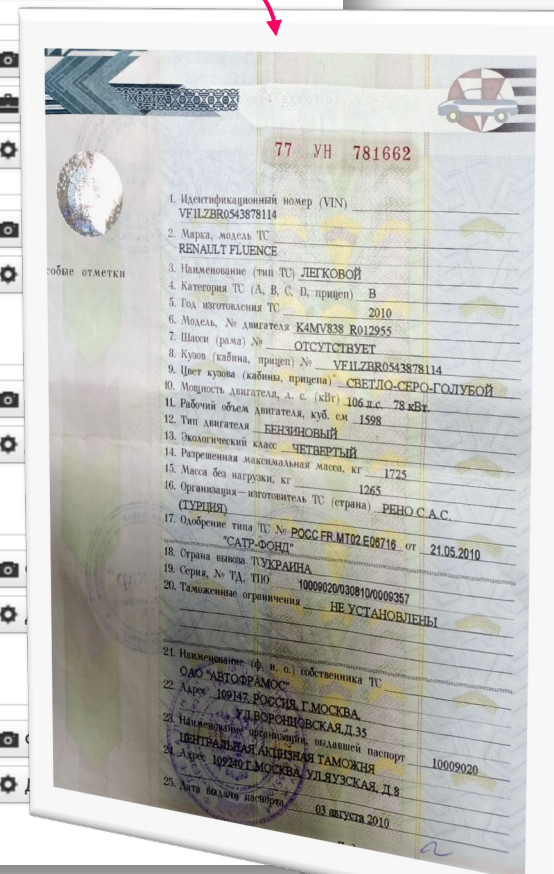 77 УН 781662
1. Идентификационный номер (VIN)
VF1LZBR0543878114
2. Марка, модель ТС
RENAULT FLUENCE
3. Наименование (тип ТС) ЛЕГКОВОЙ
собые отметки
4. Категория ТС (A, B, C, D, прицеп) B
5. Год изготовления ТС 2010
6. Модель, № двигателя K4MV838 R012955
7. Шасси (рама) № ОТСУТСТВУЕТ
8. Кузов (кабина, прицеп) № VF1LZBR0543878114
9. Цвет кузова (кабины, прицепа) СВЕТЛО-СЕРО-ГОЛУБОЙ
10. Мощность двигателя, л. с. (кВт) 106 л.с. 78 кВт.
11. Рабочий объем двигателя, куб. см 1598
12. Тип двигателя БЕНЗИНОВЫЙ
13. Экологический класс ЧЕТВЕРТЫЙ
14. Разрешенная максимальная масса, кг 1725
15. Масса без нагрузки, кг 1265
16. Организация–изготовитель ТС (страна) РЕНО С.А.С.
(ТУРЦИЯ)
17. Одобрение типа ТС № РОСС FR.MT02.E06716 от 21.05.2010
"САТР-ФОНД"
18. Страна вывоза ТС УКРАИНА
19. Серия, № ТД, ТПО 10009020/030810/0009357
20. Таможенные ограничения НЕ УСТАНОВЛЕНЫ
21. Наименование (ф. и. о.) собственника ТС
ОАО "АВТОФРАМОС"
22. Адрес 109147, РОССИЯ, Г.МОСКВА,
УЛ.ВОРОНЦОВСКАЯ,Д.35
23. Наименование организации, выдавшей паспорт 10009020
ЦЕНТРАЛЬНАЯ АКЦИЗНАЯ ТАМОЖНЯ
24. Адрес 109240 Г.МОСКВА, УЛ.ЯУЗСКАЯ, Д.8
25. Дата выдачи паспорта 03 августа 2010